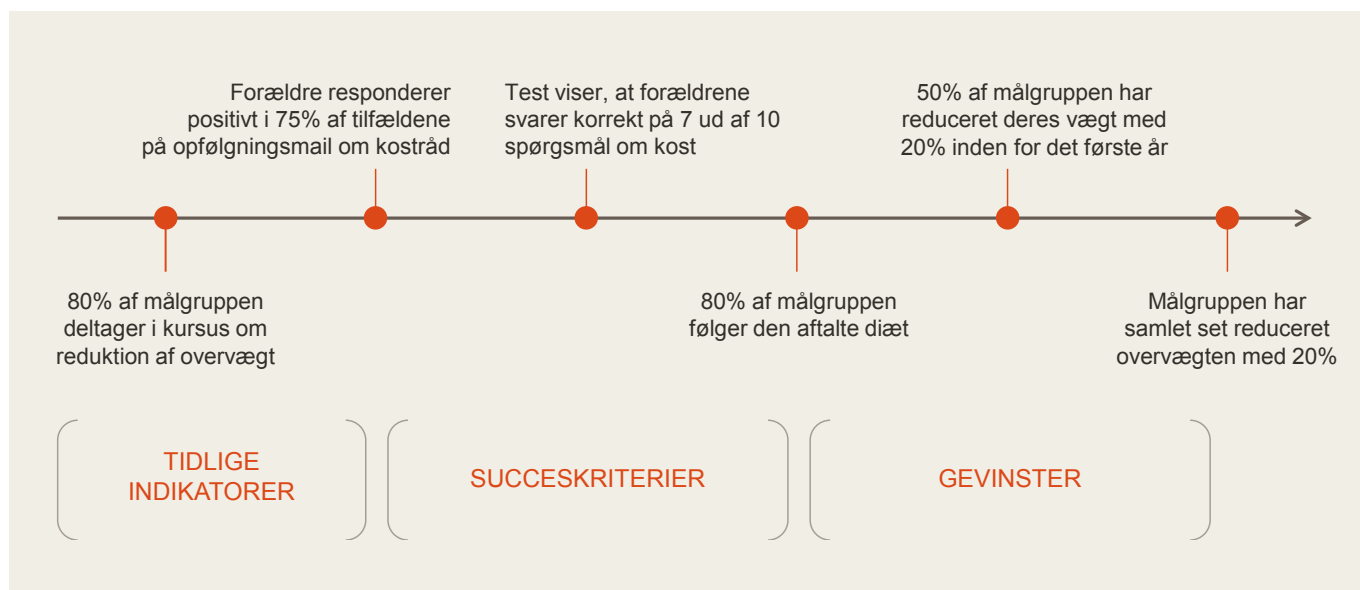 Forældre responderer
positivt i 75% af tilfældene
på opfølgningsmail om kostråd
Test viser, at forældrene
svarer korrekt på 7 ud af 10
spørgsmål om kost
50% af målgruppen har
reduceret deres vægt med
20% inden for det første år
80% af målgruppen
deltager i kursus om
reduktion af overvægt
80% af målgruppen
følger den aftalte diæt
Målgruppen har
samlet set reduceret
overvægten med 20%
TIDLIGE
INDIKATORER
SUCCESKRITERIER
GEVINSTER